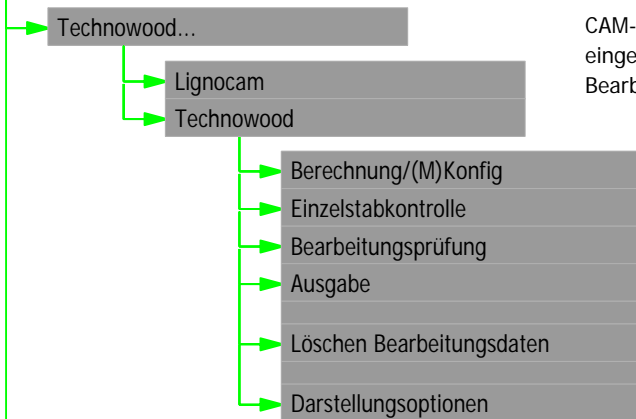 Technowood...
CAM-
einge
Bearb
Lignocam
Technowood
Berechnung/(M)Konfig
Einzelstabkontrolle
Bearbeitungsprüfung
Ausgabe
Löschen Bearbeitungsdaten
Darstellungsoptionen